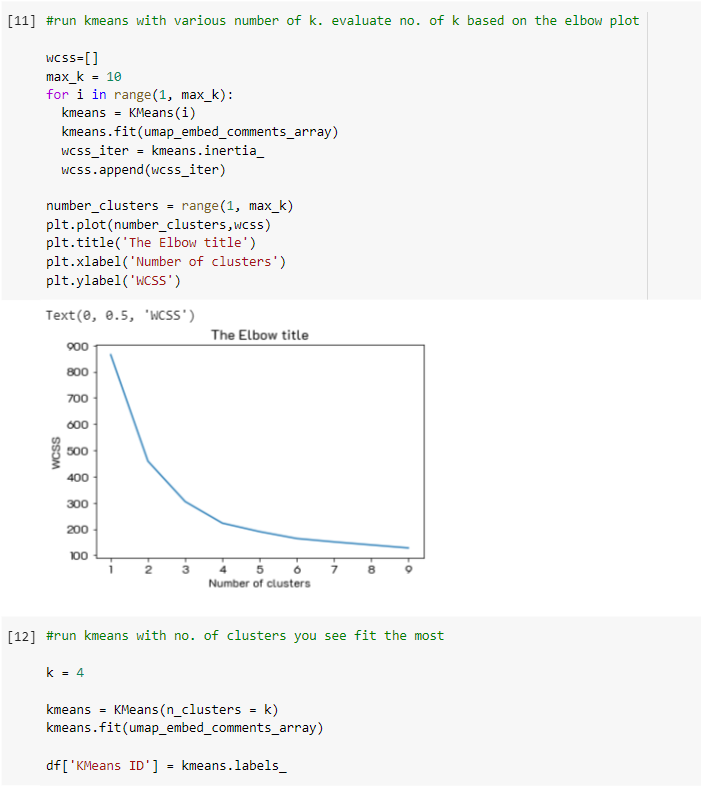 [11] #run kmeans with various number of k. evaluate no. of k based on the elbow plot
wcss=[]
max_k = 10
for i in range(1, max_k):
  kmeans = KMeans(i)
  kmeans.fit(umap_embed_comments_array)
  wcss_iter = kmeans.inertia_
  wcss.append(wcss_iter)
number_clusters = range(1, max_k)
plt.plot(number_clusters,wcss)
plt.title('The Elbow title')
plt.xlabel('Number of clusters')
plt.ylabel('WCSS')
Text(0, 0.5, 'WCSS')
The Elbow title
900
800
700
600
500
400
300
200
100
WCSS
1 2 3 4 5 6 7 8 9
Number of clusters
[12] #run kmeans with no. of clusters you see fit the most
k = 4
kmeans = KMeans(n_clusters = k)
kmeans.fit(umap_embed_comments_array)
df['KMeans ID'] = kmeans.labels_